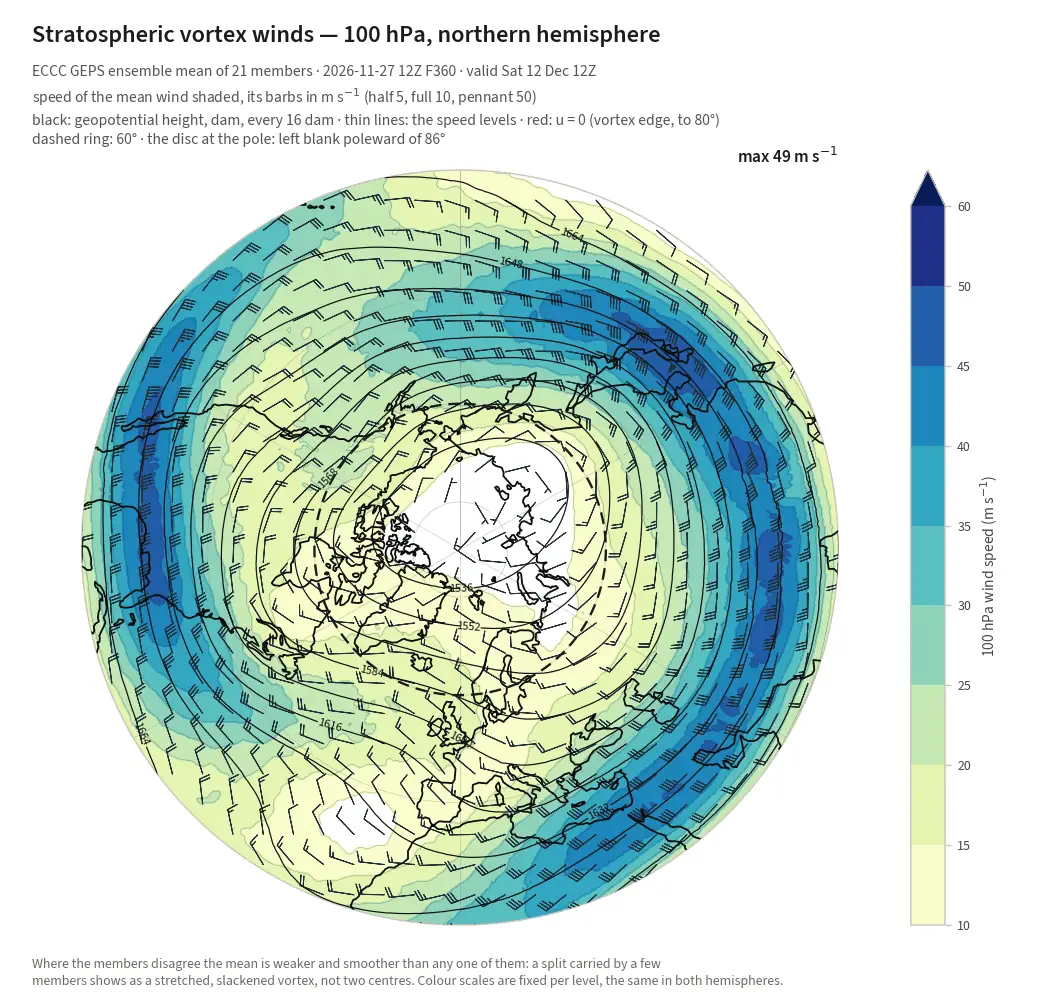 Stratospheric vortex winds — 100 hPa, northern hemisphere
ECCC GEPS ensemble mean of 21 members · 2026-11-27 12Z F360 · valid Sat 12 Dec 12Z
speed of the mean wind shaded, its barbs in m s⁻¹ (half 5, full 10, pennant 50)
black: geopotential height, dam, every 16 dam · thin lines: the speed levels · red: u = 0 (vortex edge, to 80°)
dashed ring: 60° · the disc at the pole: left blank poleward of 86°
max 49 m s⁻¹
60
50
45
40
35
30
25
20
15
10
100 hPa wind speed (m s⁻¹)
1664
1648
1568
1536
1552
1584
1616
1664
1632
Where the members disagree the mean is weaker and smoother than any one of them: a split carried by a few
members shows as a stretched, slackened vortex, not two centres. Colour scales are fixed per level, the same in both hemispheres.